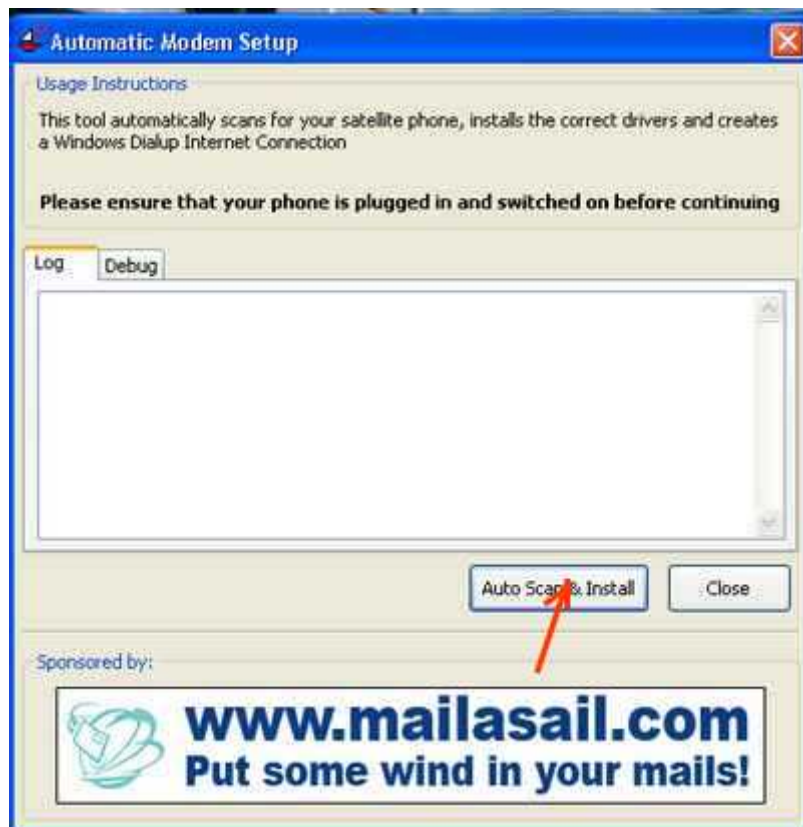 Automatic Modem Setup
Usage Instructions
This tool automatically scans for your satellite phone, installs the correct drivers and creates
a Windows Dialup Internet Connection
Please ensure that your phone is plugged in and switched on before continuing
Log Debug
Auto Scan & Install Close
Sponsored by:
www.mailasail.com
Put some wind in your mails!